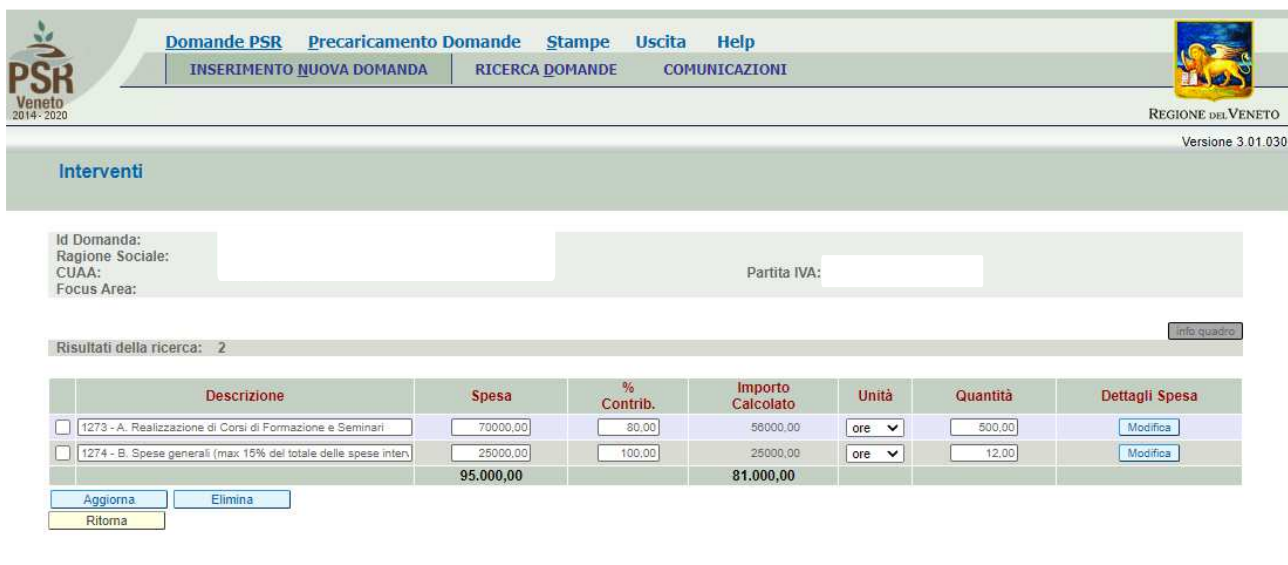 Domande PSR Precaricamento Domande Stampe Uscita Help
INSERIMENTO NUOVA DOMANDA RICERCA DOMANDE COMUNICAZIONI
PSR
Veneto
2014 - 2020
REGIONE DEL VENETO
Versione 3.01.030
Interventi
Id Domanda:
Ragione Sociale:
CUAA: Partita IVA:
Focus Area:
info quadro
Risultati della ricerca: 2
Descrizione Spesa % Contrib. Importo Calcolato Unità Quantità Dettagli Spesa
1273 - A. Realizzazione di Corsi di Formazione e Seminari 70000,00 80,00 56000,00 ore 500,00 Modifica
1274 - B. Spese generali (max 15% del totale delle spese inter 25000,00 100,00 25000,00 ore 12,00 Modifica
95.000,00 81.000,00
Aggiorna Elimina
Ritorna